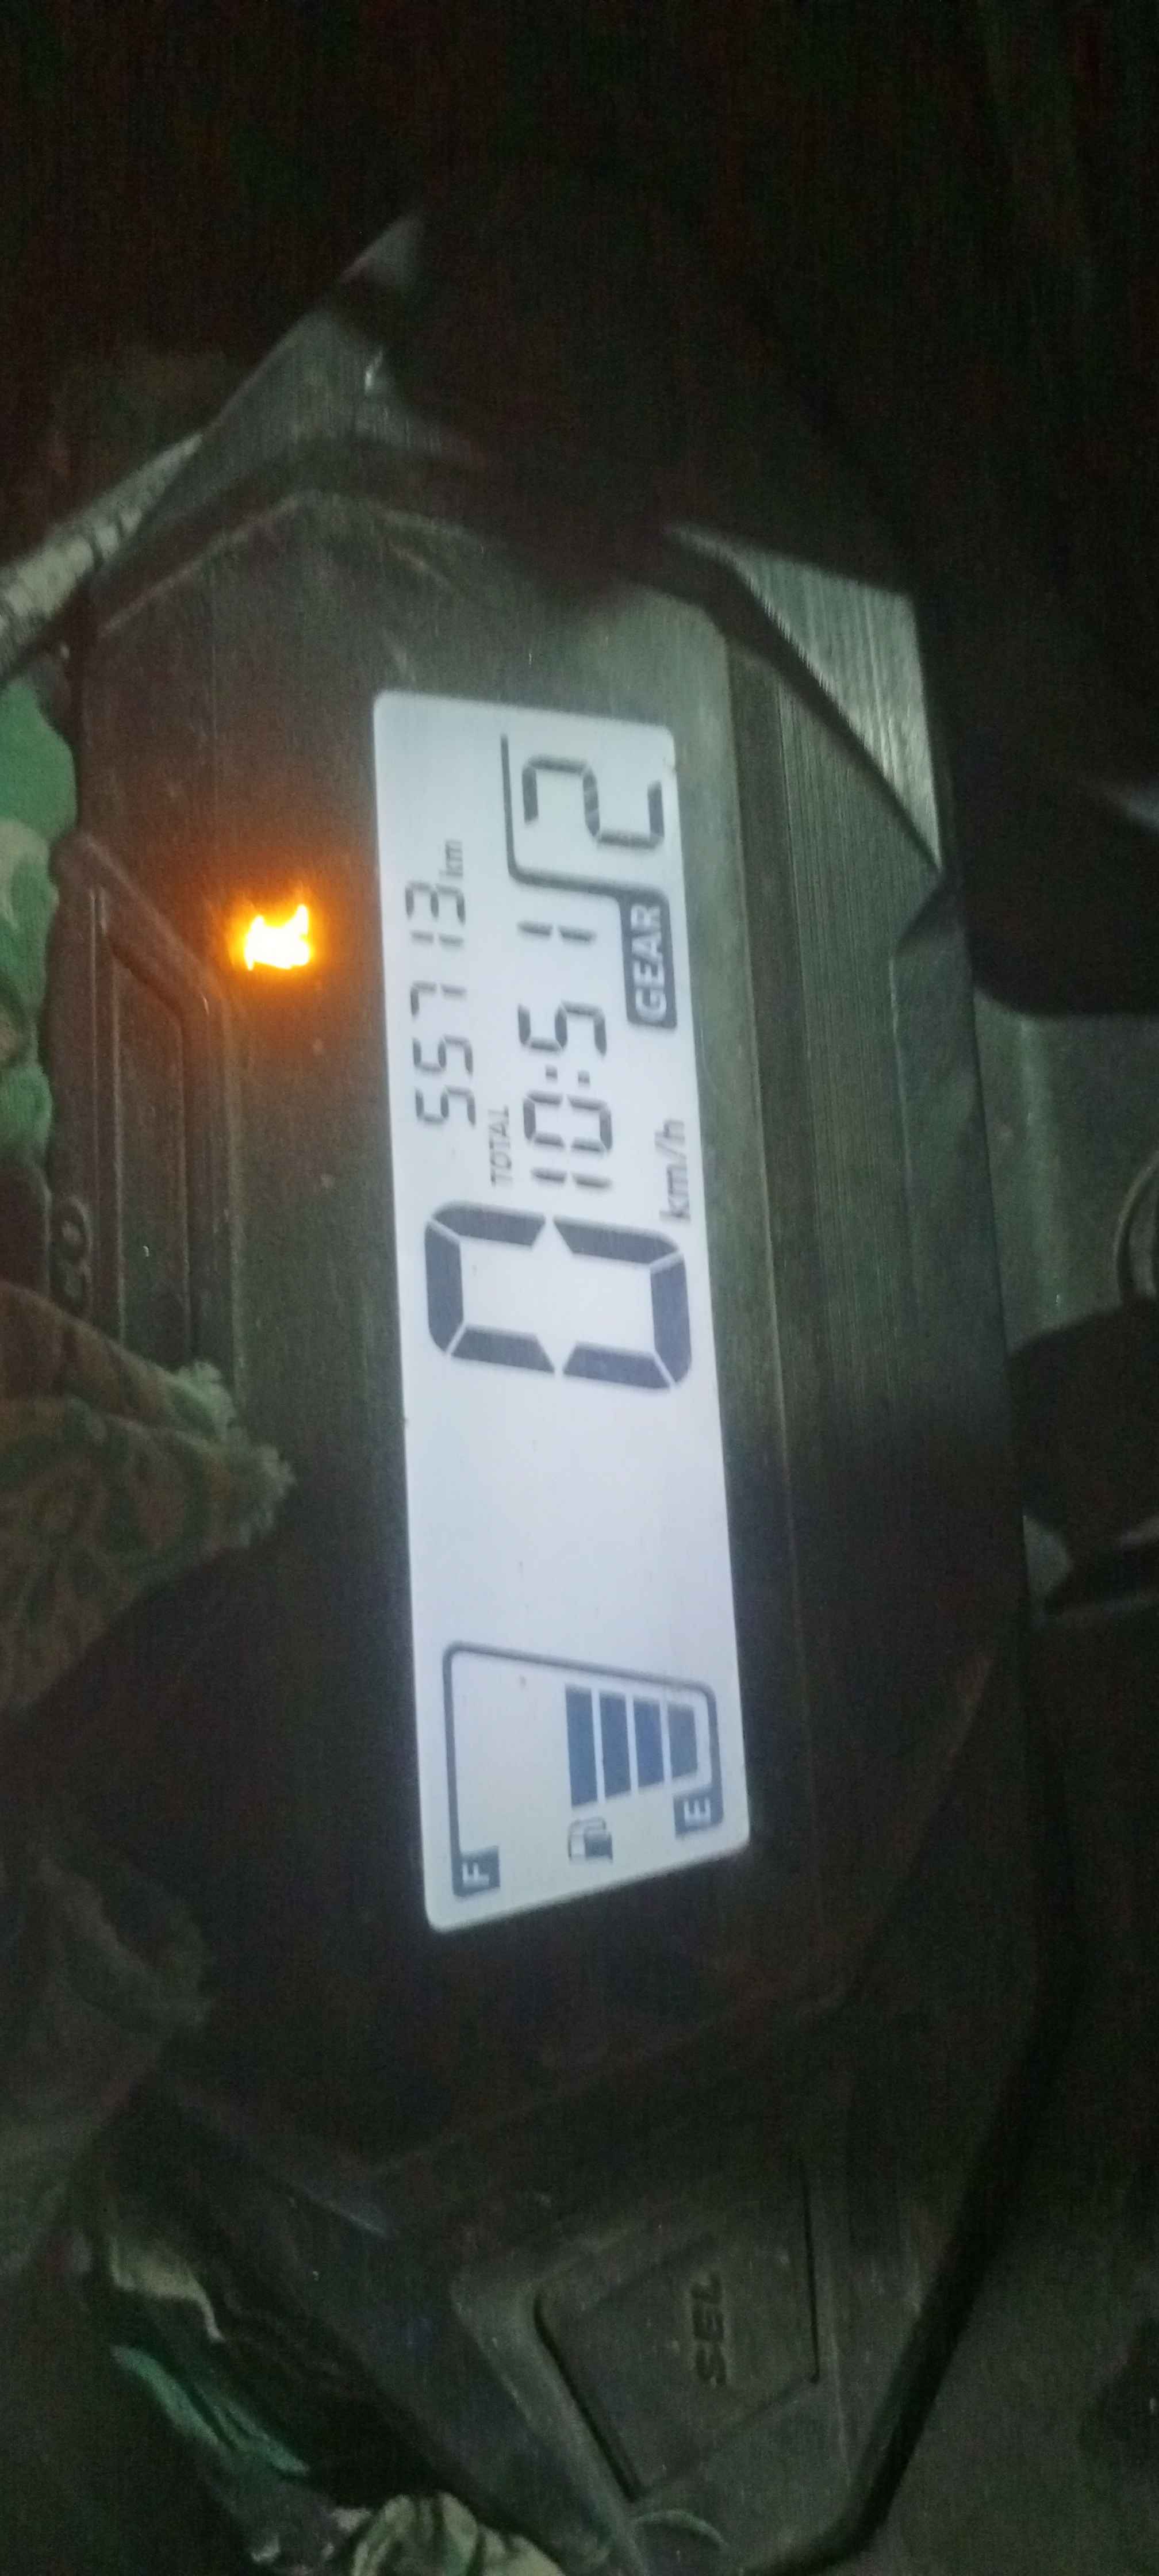 55713 km
TOTAL
10:51
0 km/h
GEAR 2
F
E
SEL